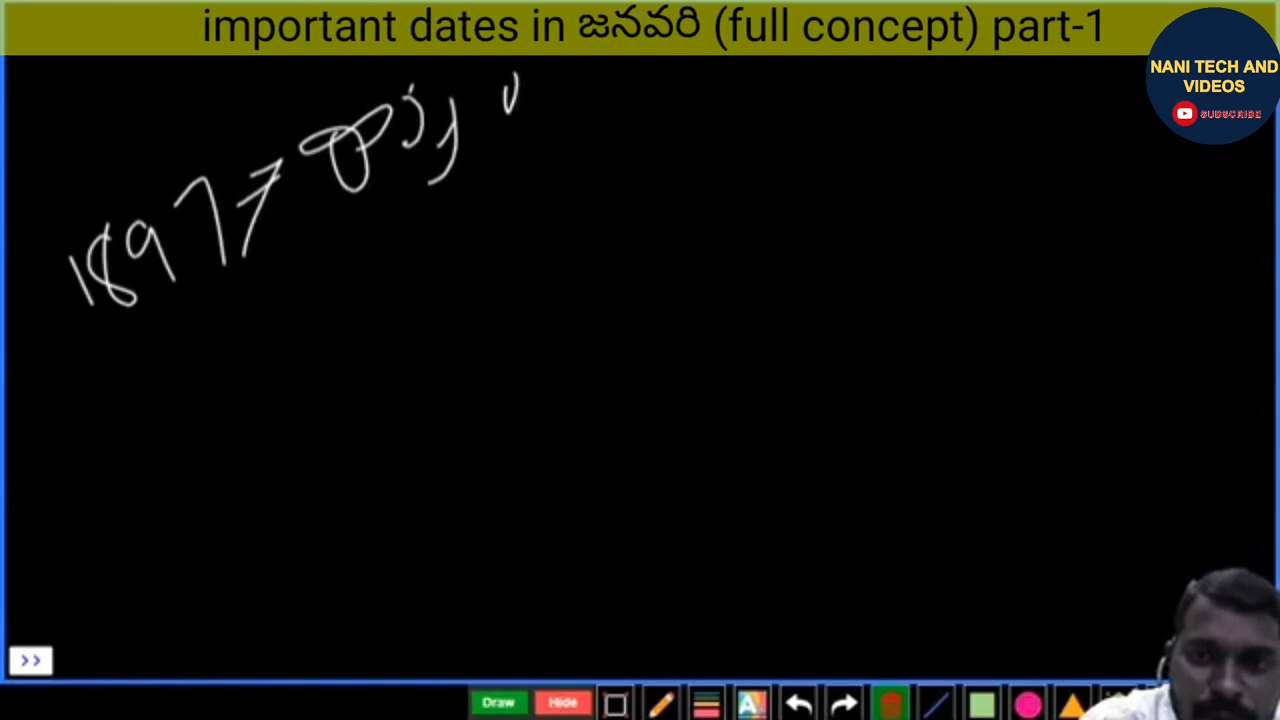 important dates in జనవరి (full concept) part-1
NANI TECH AND
VIDEOS
SUBSCRIBE
1897
>>
Draw
Hide
A